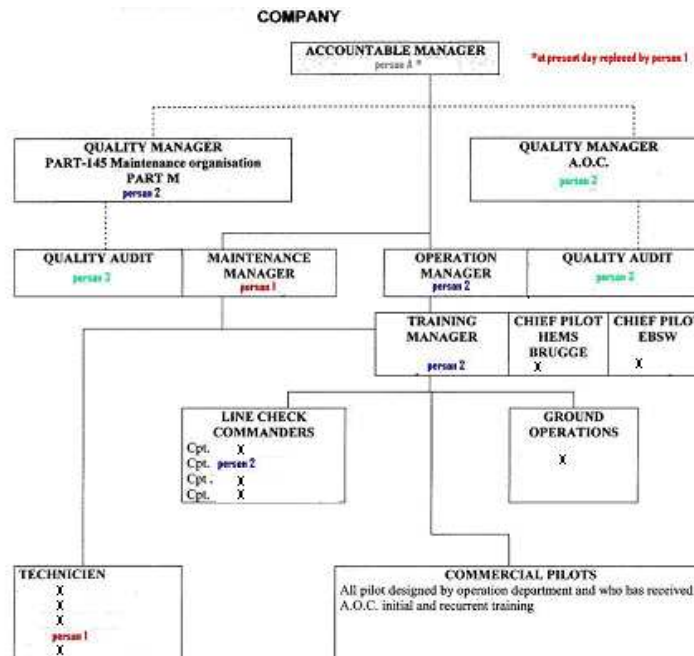 COMPANY
ACCOUNTABLE MANAGER
person A *
*at present day replaced by person 1
QUALITY MANAGER
PART-145 Maintenance organisation
PART M
person 2
QUALITY MANAGER
A.O.C.
person 3
QUALITY AUDIT
person 3
MAINTENANCE
MANAGER
person 1
OPERATION
MANAGER
person 2
QUALITY AUDIT
person 3
TRAINING
MANAGER
person 2
CHIEF PILOT
HEMS
BRUGGE
X
CHIEF PILOT
EBSW
X
LINE CHECK
COMMANDERS
Cpt. X
Cpt. person 2
Cpt. X
Cpt. X
GROUND
OPERATIONS
X
TECHNICIEN
X
X
X
person 1
X
COMMERCIAL PILOTS
All pilot designed by operation department and who has received
A.O.C. initial and recurrent training